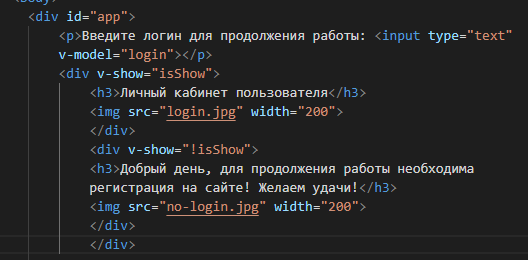 <body>
<div id="app">
<p>Введите логин для продолжения работы: <input type="text"
v-model="login"></p>
<div v-show="isShow">
<h3>Личный кабинет пользователя</h3>
<img src="login.jpg" width="200">
</div>
<div v-show="!isShow">
<h3>Добрый день, для продолжения работы необходима
регистрация на сайте! Желаем удачи!</h3>
<img src="no-login.jpg" width="200">
</div>
</div>